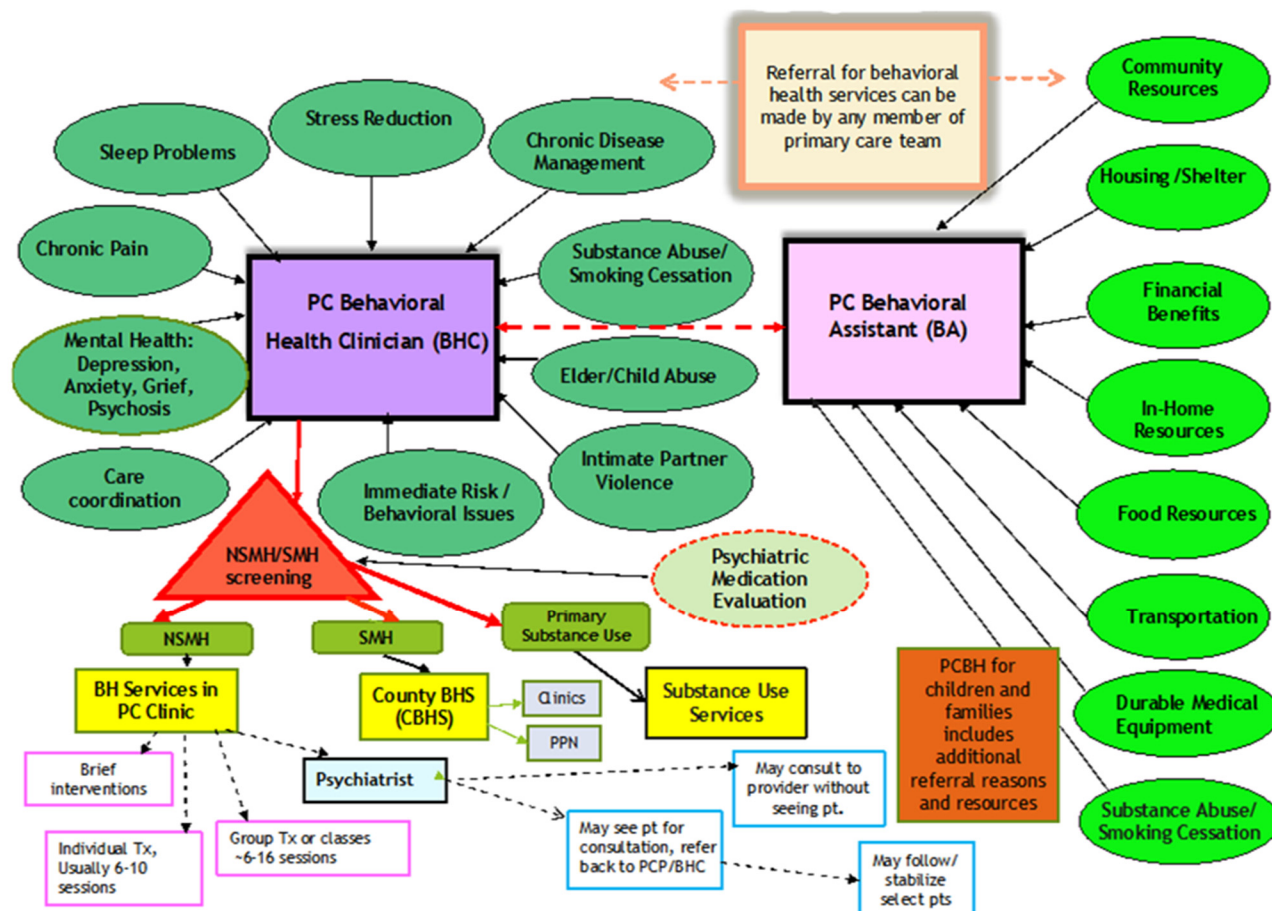 Referral for behavioral
health services can be
made by any member of
primary care team
Community
Resources
Stress Reduction
Chronic Disease
Management
Sleep Problems
Housing /Shelter
Chronic Pain
Substance Abuse/
Smoking Cessation
PC Behavioral
Health Clinician (BHC)
PC Behavioral
Assistant (BA)
Financial
Benefits
Mental Health:
Depression,
Anxiety, Grief,
Psychosis
Elder/Child Abuse
In-Home
Resources
Care
coordination
Immediate Risk /
Behavioral Issues
Intimate Partner
Violence
Food Resources
NSMH/SMH
screening
Psychiatric
Medication
Evaluation
Transportation
NSMH
SMH
Primary
Substance Use
BH Services in
PC Clinic
County BHS
(CBHS)
Clinics
PPN
Substance Use
Services
PCBH for
children and
families
includes
additional
referral reasons
and resources
Durable Medical
Equipment
Brief
interventions
Psychiatrist
May consult to
provider without
seeing pt.
Substance Abuse/
Smoking Cessation
Individual Tx,
Usually 6-10
sessions
Group Tx or classes
~6-16 sessions
May see pt for
consultation, refer
back to PCP/BHC
May follow/
stabilize
select pts